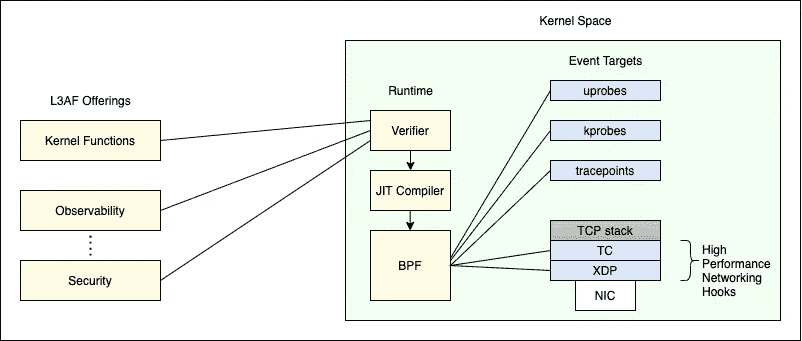 Kernel Space
L3AF Offerings
Kernel Functions
Observability
Security
Runtime
Verifier
JIT Compiler
BPF
Event Targets
uprobes
kprobes
tracepoints
TCP stack
TC
XDP
NIC
High
Performance
Networking
Hooks